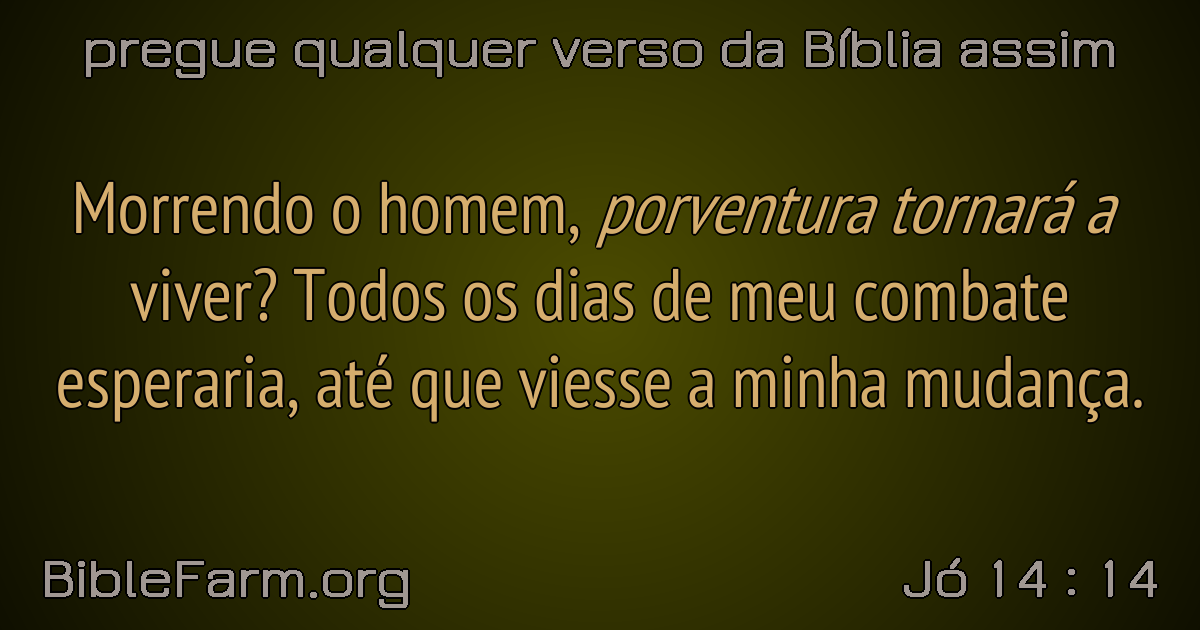 pregue qualquer verso da Bíblia assim
Morrendo o homem, porventura tornará a
viver? Todos os dias de meu combate
esperaria, até que viesse a minha mudança.
BibleFarm.org
Jó 14 : 14